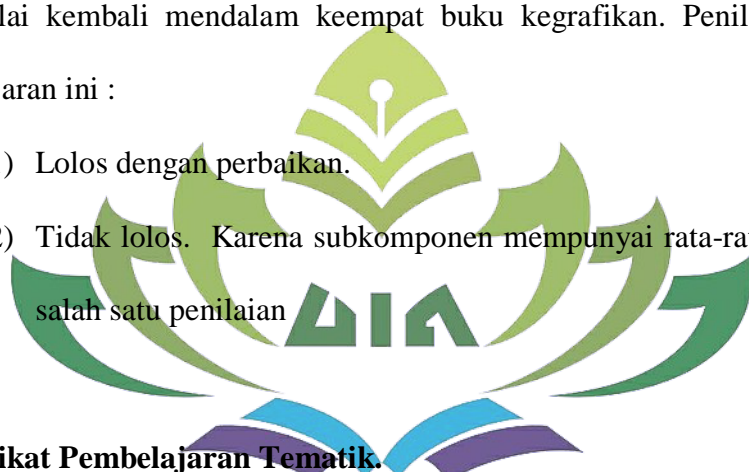 lai kembali mendalam keempat buku kegrafikan. Penil
aran ini :
) Lolos dengan perbaikan.
2) Tidak lolos. Karena subkomponen mempunyai rata-ra
salah satu penilaian
UIN
ikat Pembelajaran Tematik.